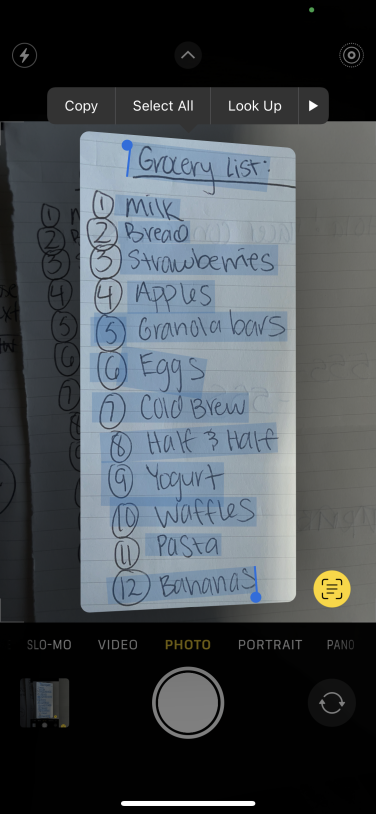 Copy Select All Look Up
Grocery list:
① milk
② Bread
③ Strawberries
④ Apples
⑤ Granola bars
⑥ Eggs
⑦ Cold Brew
⑧ Half & Half
⑨ Yogurt
⑩ Waffles
⑪ Pasta
⑫ Bananas
SLO-MO VIDEO PHOTO PORTRAIT PANO